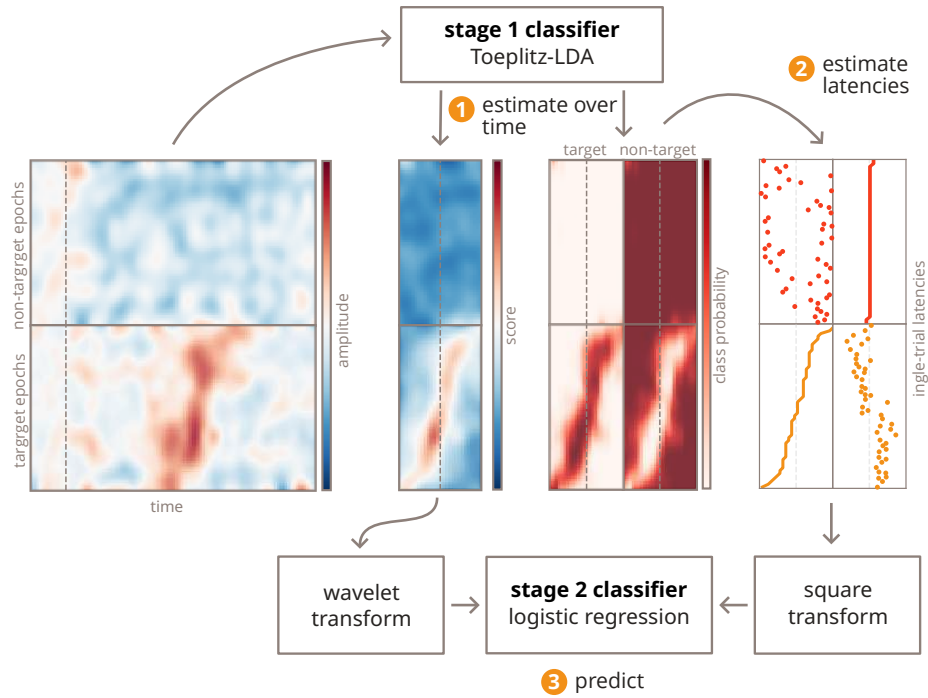 stage 1 classifier
Toeplitz-LDA
2
estimate
latencies
1
estimate over
time
target
non-target
non-targrget epochs
targrget epochs
amplitude
score
class probability
ingle-trial latencies
time
wavelet
transform
stage 2 classifier
logistic regression
square
transform
3
predict